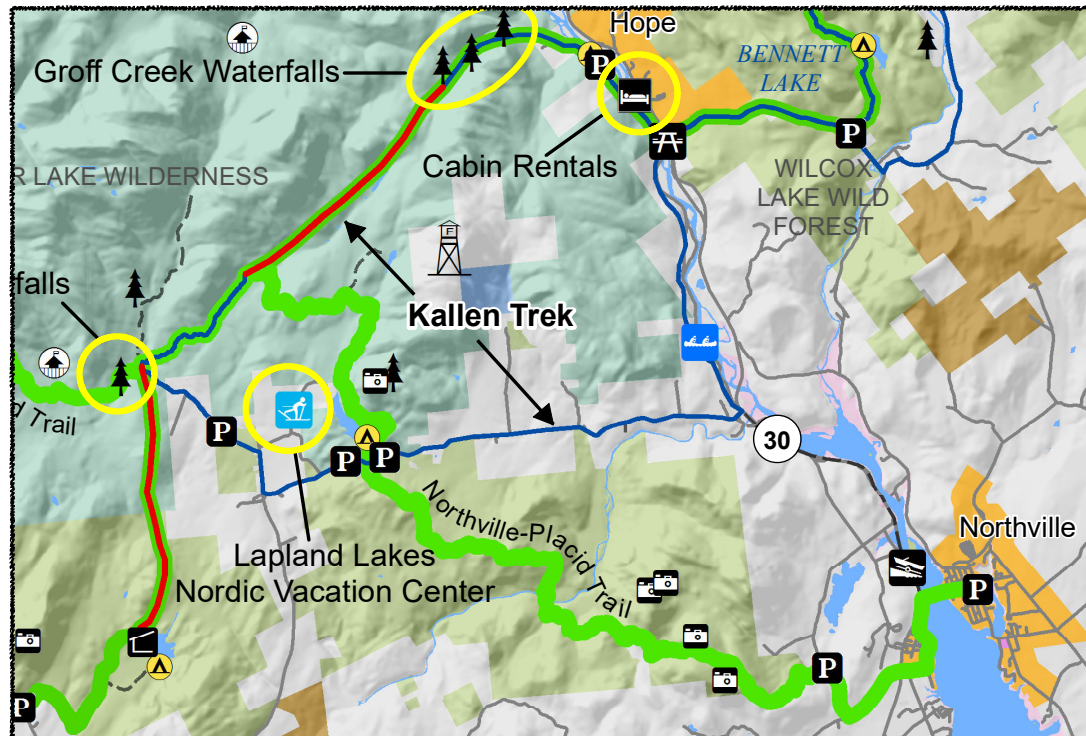 Hope
Groff Creek Waterfalls
P
BENNETT
LAKE
Cabin Rentals
P
R LAKE WILDERNESS
WILCOX
LAKE WILD
FOREST
F
falls
Kallen Trek
d Trail
P
30
P
P
Northville-Placid Trail
Lapland Lakes
Nordic Vacation Center
Northville
P
P
P